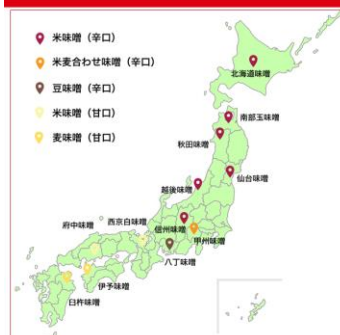 米味噌（辛口）
米麦合わせ味噌（辛口）
豆味噌（辛口）
米味噌（甘口）
麦味噌（甘口）
北海道味噌
南部玉味噌
秋田味噌
仙台味噌
越後味噌
西京白味噌
府中味噌
信州味噌
甲州味噌
八丁味噌
伊予味噌
臼杵味噌